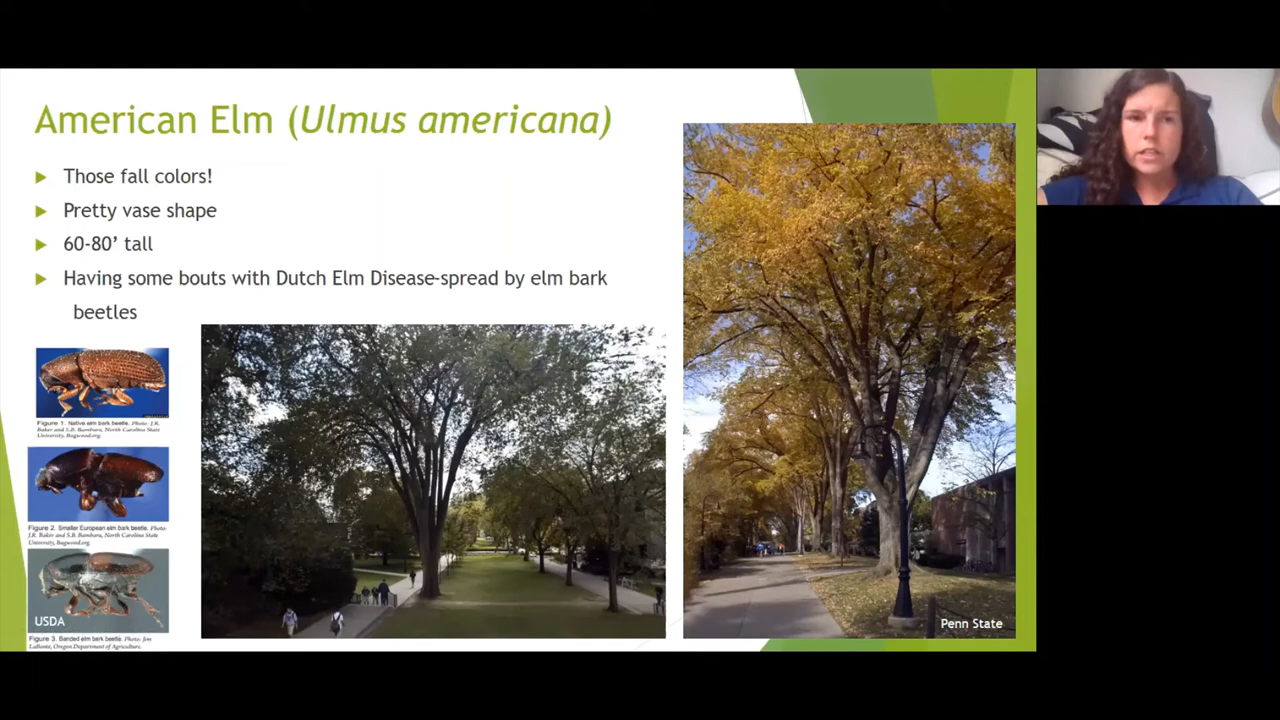 American Elm (Ulmus americana)
Those fall colors!
Pretty vase shape
60-80’ tall
Having some bouts with Dutch Elm Disease-spread by elm bark
beetles
Figure 1. Native elm bark beetle. Photo: J.R.
Baker and S.B. Bambara, North Carolina State
University, Bugwood.org
Figure 2. Smaller European elm bark beetle. Photo:
J.R. Baker and S.B. Bambara, North Carolina State
University, Bugwood.org
USDA
Figure 3. Banded elm bark beetle. Photo: Jim
LaBonte, Oregon Department of Agriculture.
Penn State